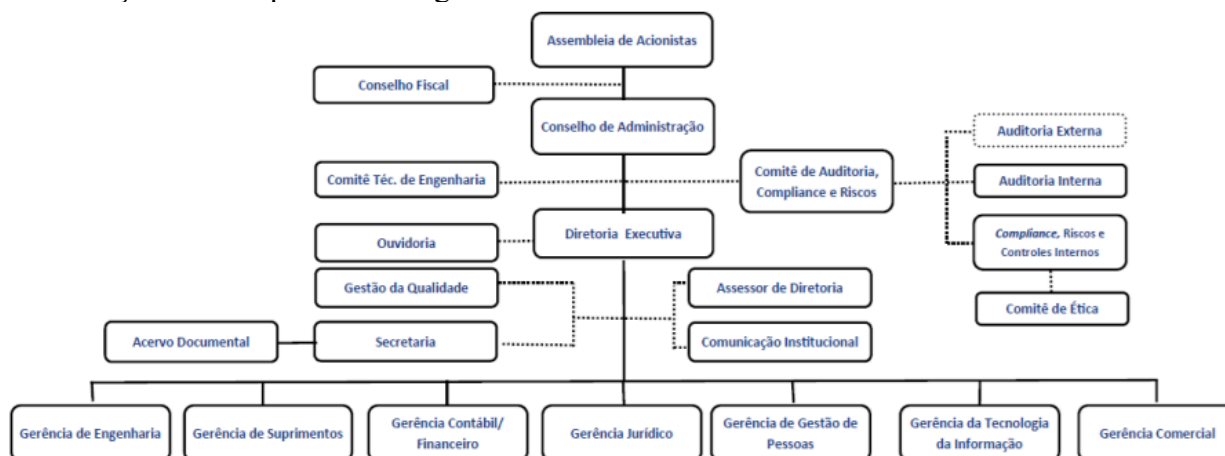 Assembleia de Acionistas
Conselho Fiscal
Conselho de Administração
Auditoria Externa
Comitê Téc. de Engenharia
Comitê de Auditoria,
Compliance e Riscos
Auditoria Interna
Ouvidoria
Diretoria Executiva
Compliance, Riscos e
Controles Internos
Gestão da Qualidade
Assessor de Diretoria
Comitê de Ética
Acervo Documental
Secretaria
Comunicação Institucional
Gerência de Engenharia
Gerência de Suprimentos
Gerência Contábil/
Financeiro
Gerência Jurídico
Gerência de Gestão de
Pessoas
Gerência da Tecnologia
da Informação
Gerência Comercial